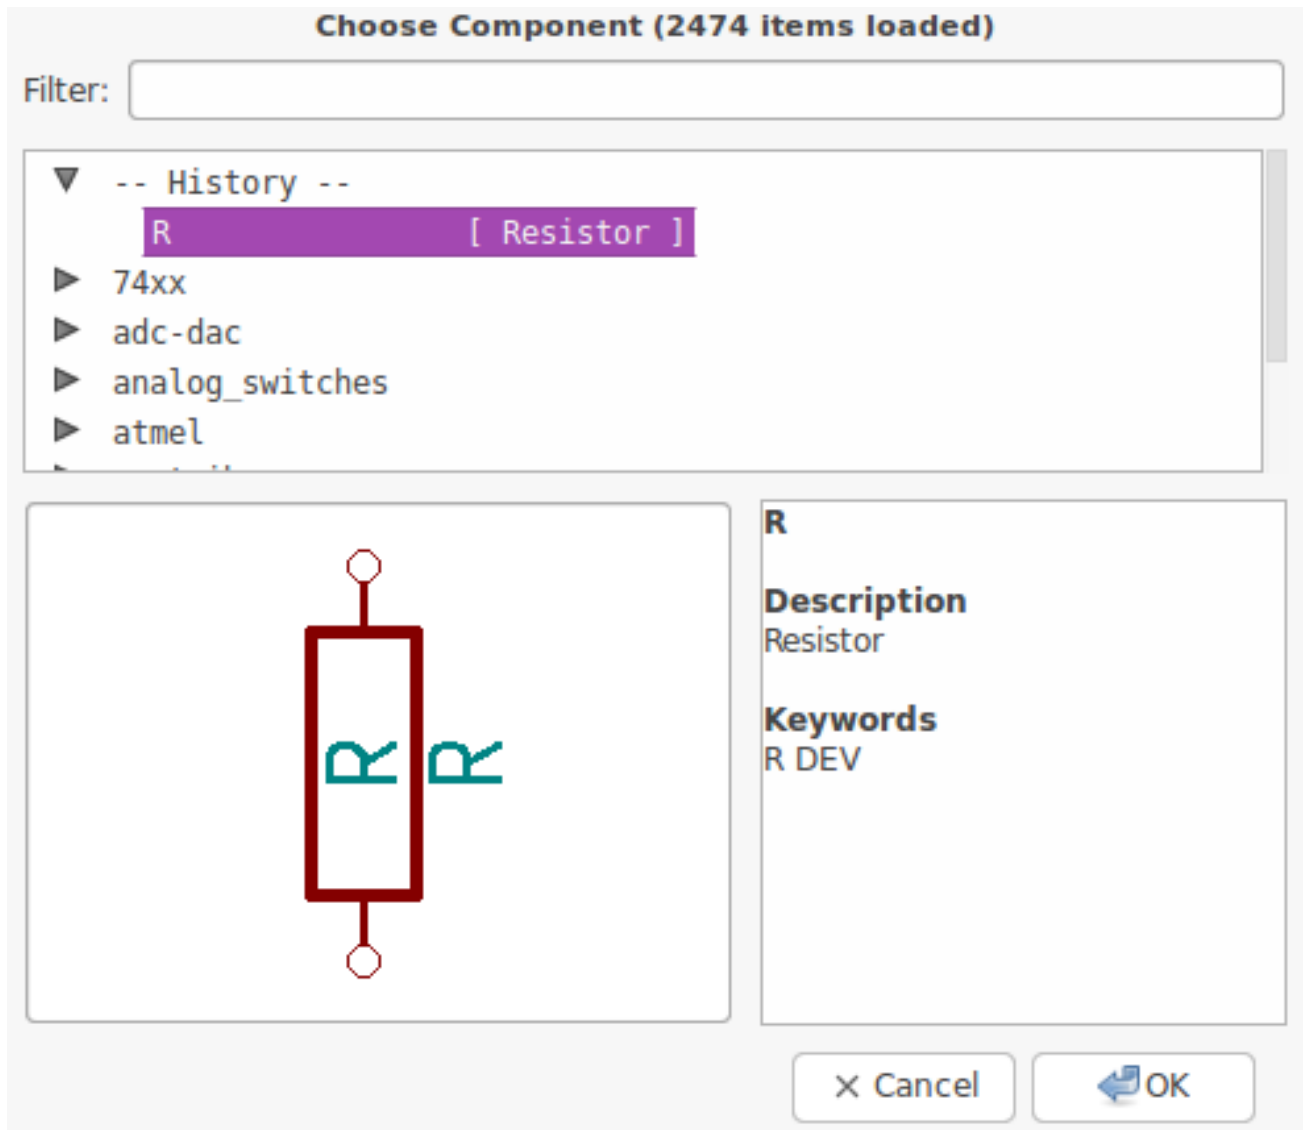 Choose Component (2474 items loaded)
Filter:
-- History --
R [ Resistor ]
74xx
adc-dac
analog_switches
atmel
R R
R
Description
Resistor
Keywords
R DEV
Cancel
OK